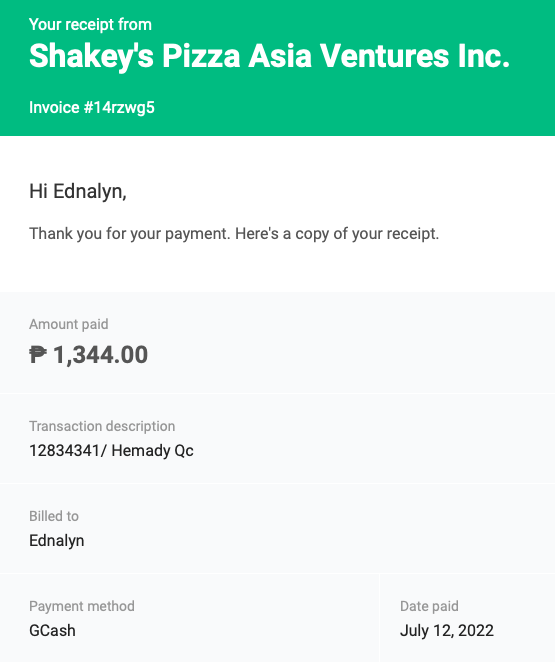 Your receipt from
Shakey's Pizza Asia Ventures Inc.
Invoice #14rzwg5
Hi Ednalyn,
Thank you for your payment. Here's a copy of your receipt.
Amount paid
₱ 1,344.00
Transaction description
12834341/ Hemady Qc
Billed to
Ednalyn
Payment method
GCash
Date paid
July 12, 2022